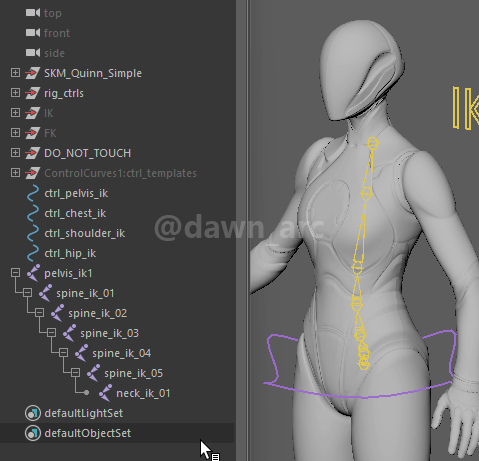 top
front
side
SKM_Quinn_Simple
rig_ctrls
IK
FK
DO_NOT_TOUCH
ControlCurves1:ctrl_templates
ctrl_pelvis_ik
ctrl_chest_ik
ctrl_shoulder_ik
ctrl_hip_ik
pelvis_ik1
spine_ik_01
spine_ik_02
spine_ik_03
spine_ik_04
spine_ik_05
neck_ik_01
defaultLightSet
defaultObjectSet
IK
@dawn_arc